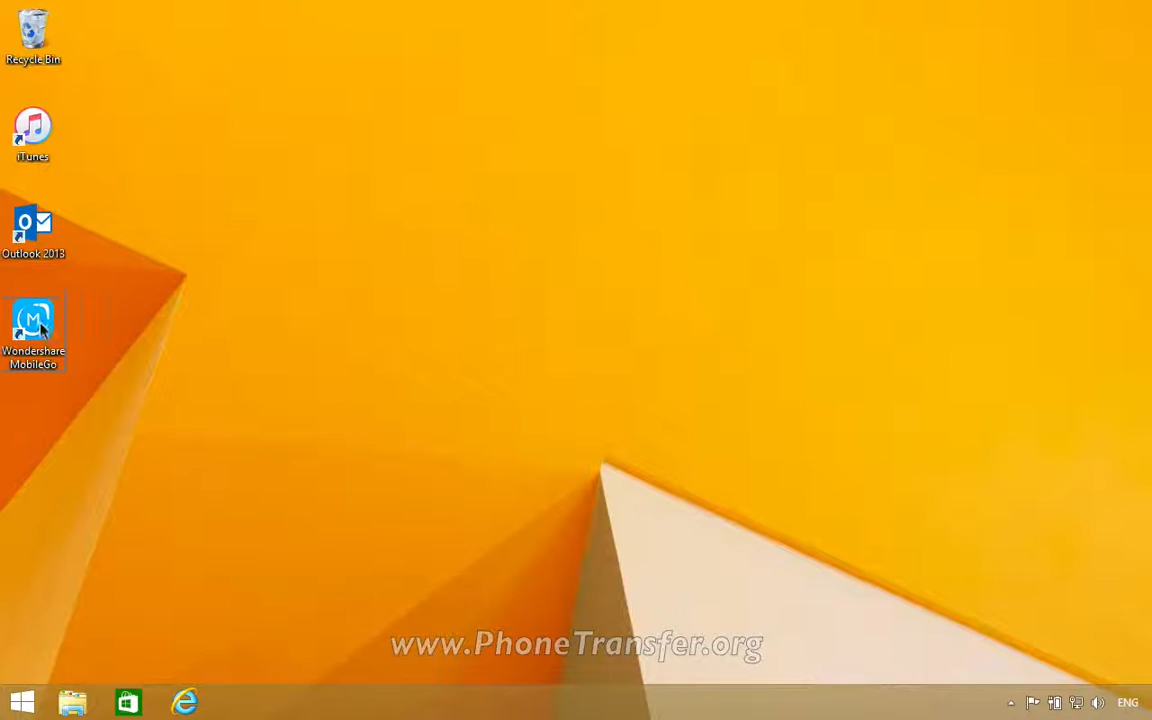 Recycle Bin
iTunes
Outlook 2013
Wondershare
MobileGo
www.PhoneTransfer.org
ENG